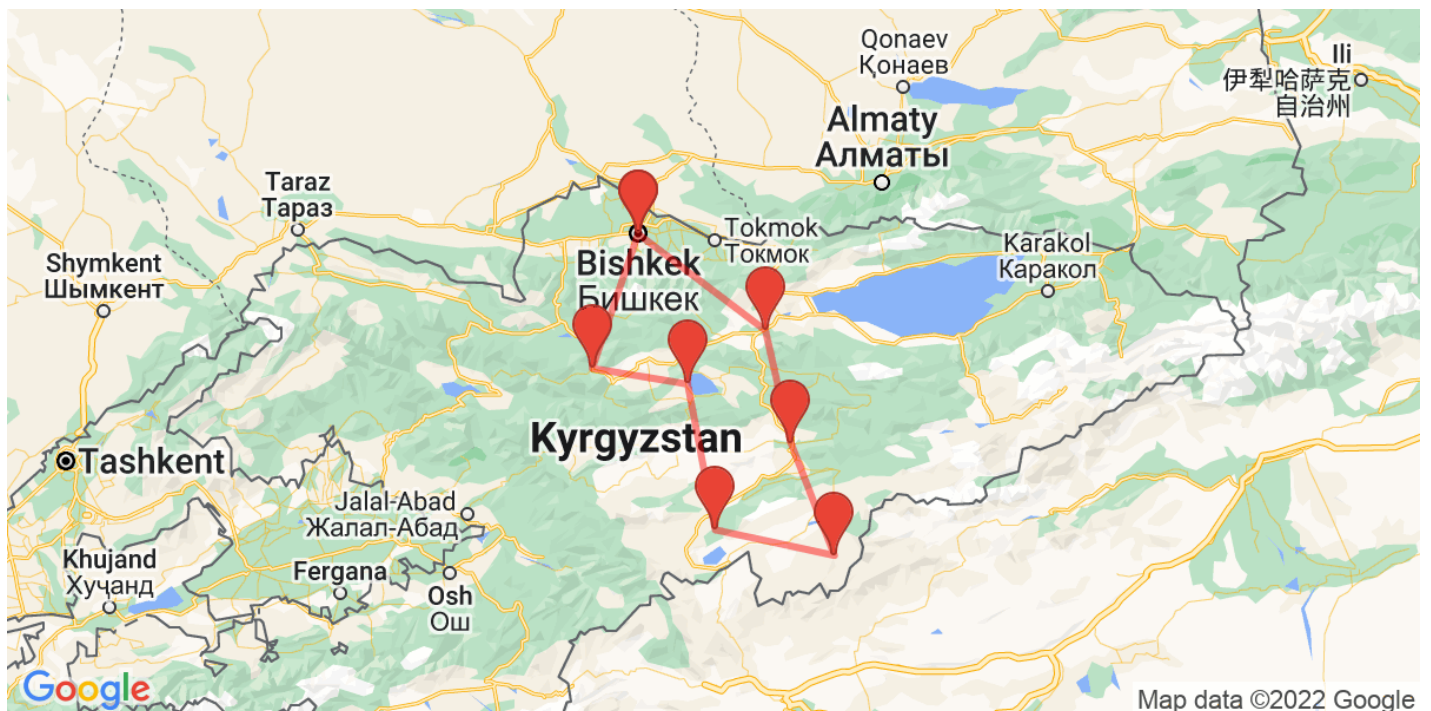 Qonaev
Қонаев
Ili
伊犁哈萨克
自治州
Almaty
Алматы
Taraz
Тараз
Tokmok
Токмок
Karakol
Каракол
Shymkent
Шымкент
Bishkek
Бишкек
Kyrgyzstan
Tashkent
Jalal-Abad
Жалал-Абад
Khujand
Хуҷанд
Fergana
Osh
Ош
Google
Map data ©2022 Google